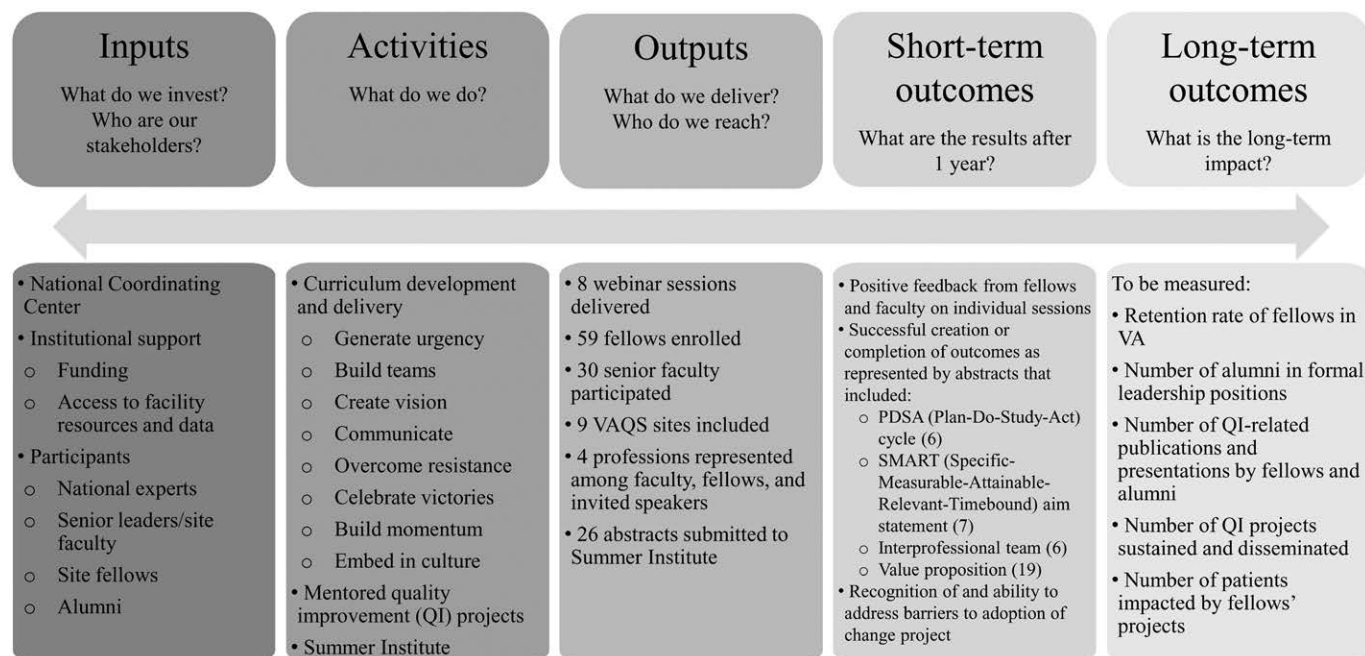 Inputs
What do we invest?
Who are our
stakeholders?
Activities
What do we do?
Outputs
What do we deliver?
Who do we reach?
Short-term
outcomes
What are the results after
1 year?
Long-term
outcomes
What is the long-term
impact?
• National Coordinating
Center
• Institutional support
o Funding
o Access to facility
resources and data
• Participants
o National experts
o Senior leaders/site
faculty
o Site fellows
o Alumni
• Curriculum development
and delivery
o Generate urgency
o Build teams
o Create vision
o Communicate
o Overcome resistance
o Celebrate victories
o Build momentum
o Embed in culture
• Mentored quality
improvement (QI) projects
• Summer Institute
• 8 webinar sessions
delivered
• 59 fellows enrolled
• 30 senior faculty
participated
• 9 VAQS sites included
• 4 professions represented
among faculty, fellows, and
invited speakers
• 26 abstracts submitted to
Summer Institute
• Positive feedback from fellows
and faculty on individual sessions
• Successful creation or
completion of outcomes as
represented by abstracts that
included:
o PDSA (Plan-Do-Study-Act)
cycle (6)
o SMART (Specific-
Measurable-Attainable-
Relevant-Timebound) aim
statement (7)
o Interprofessional team (6)
o Value proposition (19)
• Recognition of and ability to
address barriers to adoption of
change project
To be measured:
• Retention rate of fellows in
VA
• Number of alumni in formal
leadership positions
• Number of QI-related
publications and
presentations by fellows and
alumni
• Number of QI projects
sustained and disseminated
• Number of patients
impacted by fellows’
projects